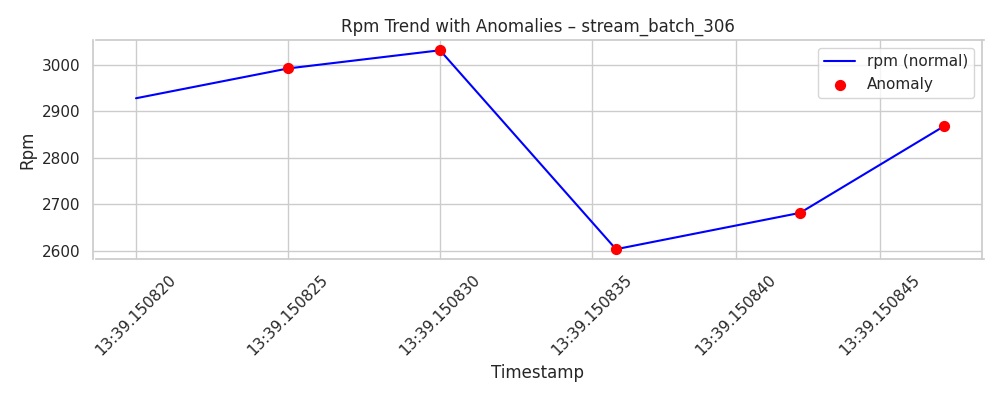 Rpm Trend with Anomalies – stream_batch_306
rpm (normal)
Anomaly
Rpm
3000
2900
2800
2700
2600
13:39.150820
13:39.150825
13:39.150830
13:39.150835
13:39.150840
13:39.150845
Timestamp